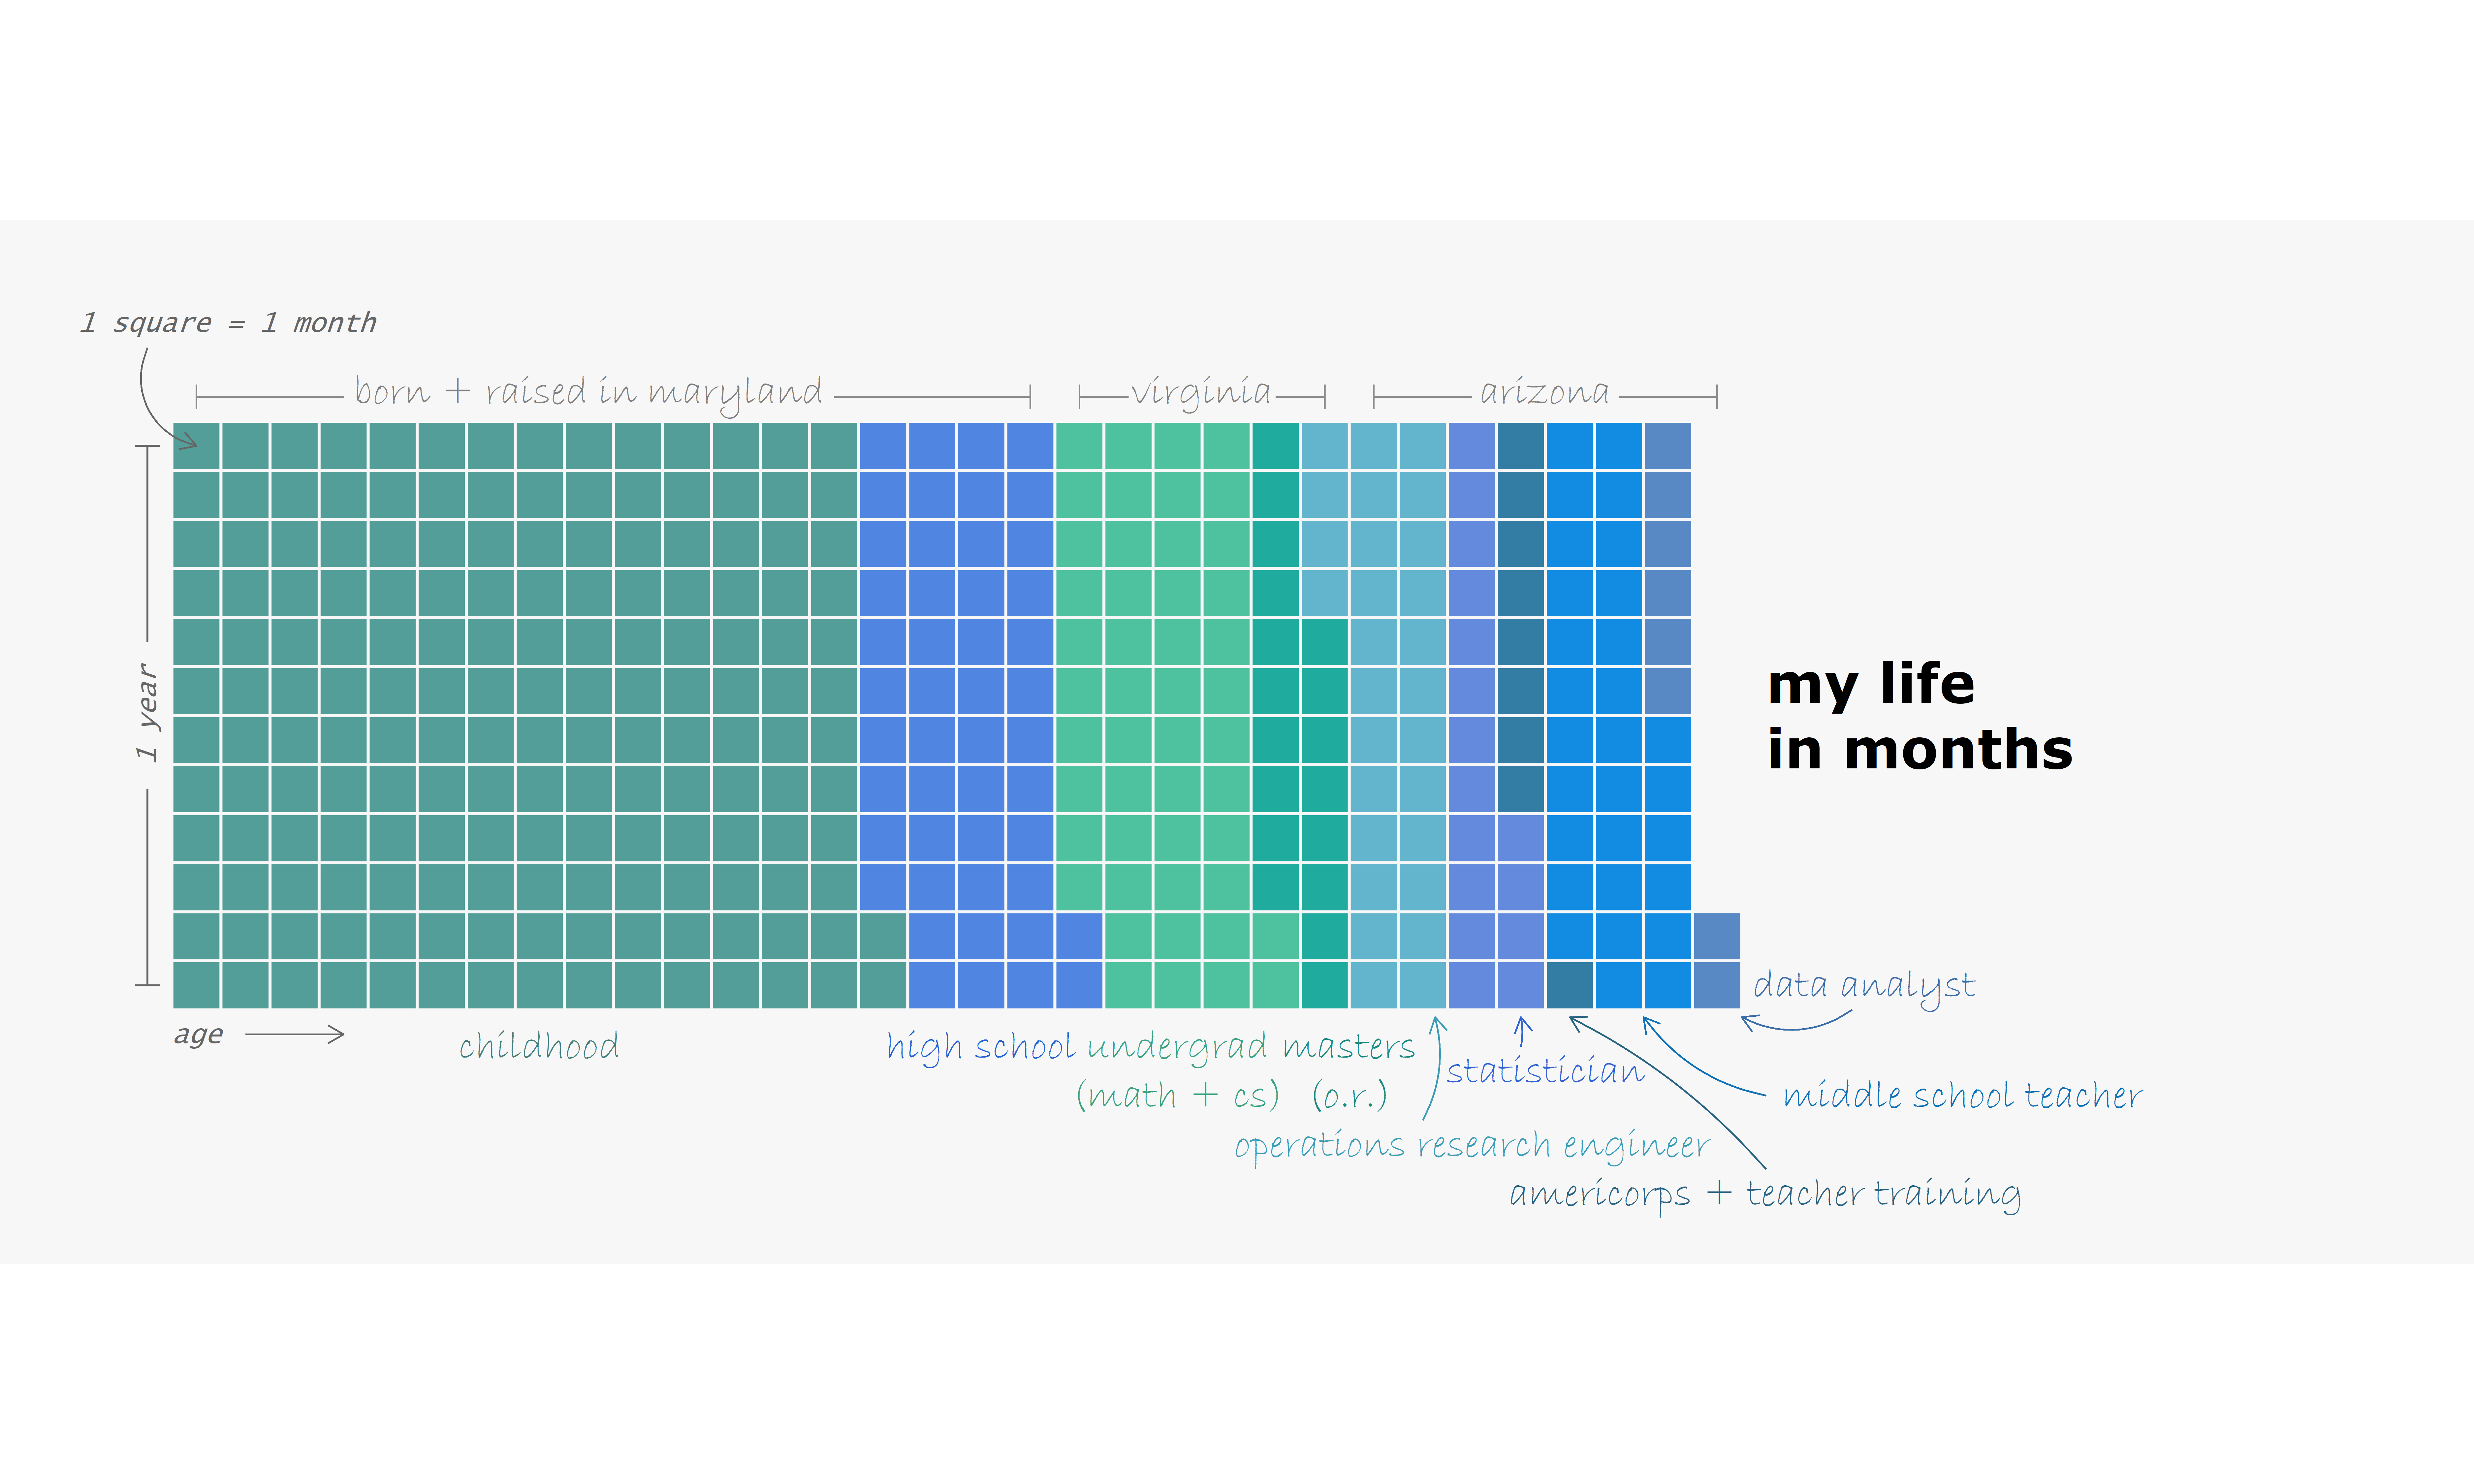 1 square = 1 month
born + raised in maryland
virginia
arizona
1 year
my life
in months
age
childhood
high school
undergrad
(math + cs)
masters
(o.r.)
operations research engineer
statistician
americorps + teacher training
middle school teacher
data analyst